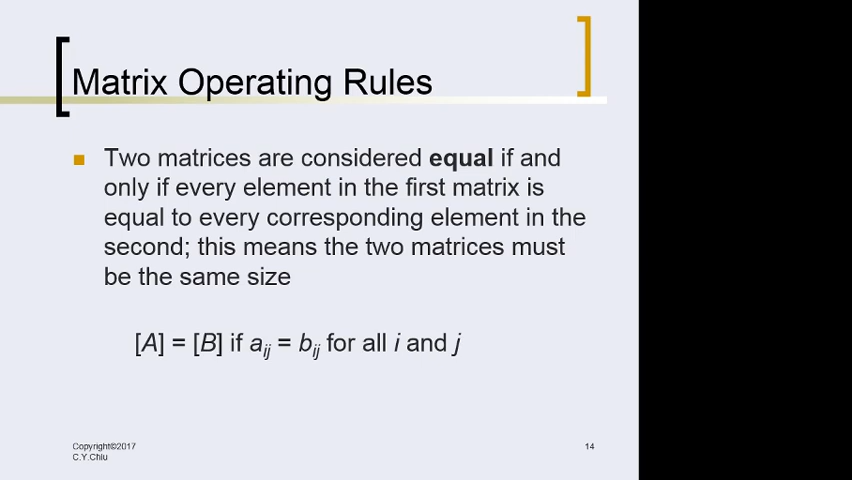 Matrix Operating Rules
Two matrices are considered equal if and
only if every element in the first matrix is
equal to every corresponding element in the
second; this means the two matrices must
be the same size
[A] = [B] if aij = bij for all i and j
Copyright©2017
C.Y.Chiu
14